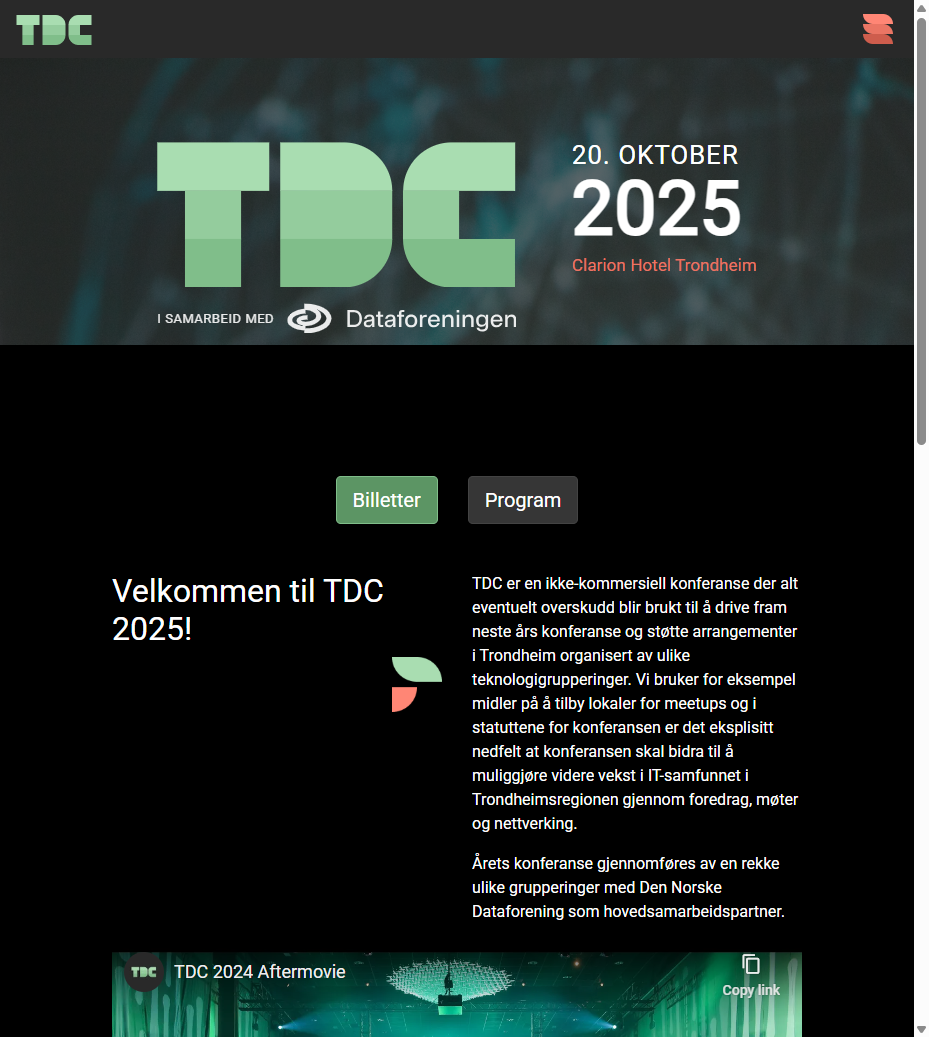 TDC
TDC
20. OKTOBER
2025
Clarion Hotel Trondheim
I SAMARBEID MED Dataforeningen
Billetter
Program
Velkommen til TDC
2025!
TDC er en ikke-kommersiell konferanse der alt
eventuelt overskudd blir brukt til å drive fram
neste års konferanse og støtte arrangementer
i Trondheim organisert av ulike
teknologigrupperinger. Vi bruker for eksempel
midler på å tilby lokaler for meetups og i
statuttene for konferansen er det eksplisitt
nedfelt at konferansen skal bidra til å
muliggjøre videre vekst i IT-samfunnet i
Trondheimsregionen gjennom foredrag, møter
og nettverking.
Årets konferanse gjennomføres av en rekke
ulike grupperinger med Den Norske
Dataforening som hovedsamarbeidspartner.
TDC
TDC 2024 Aftermovie
Copy link